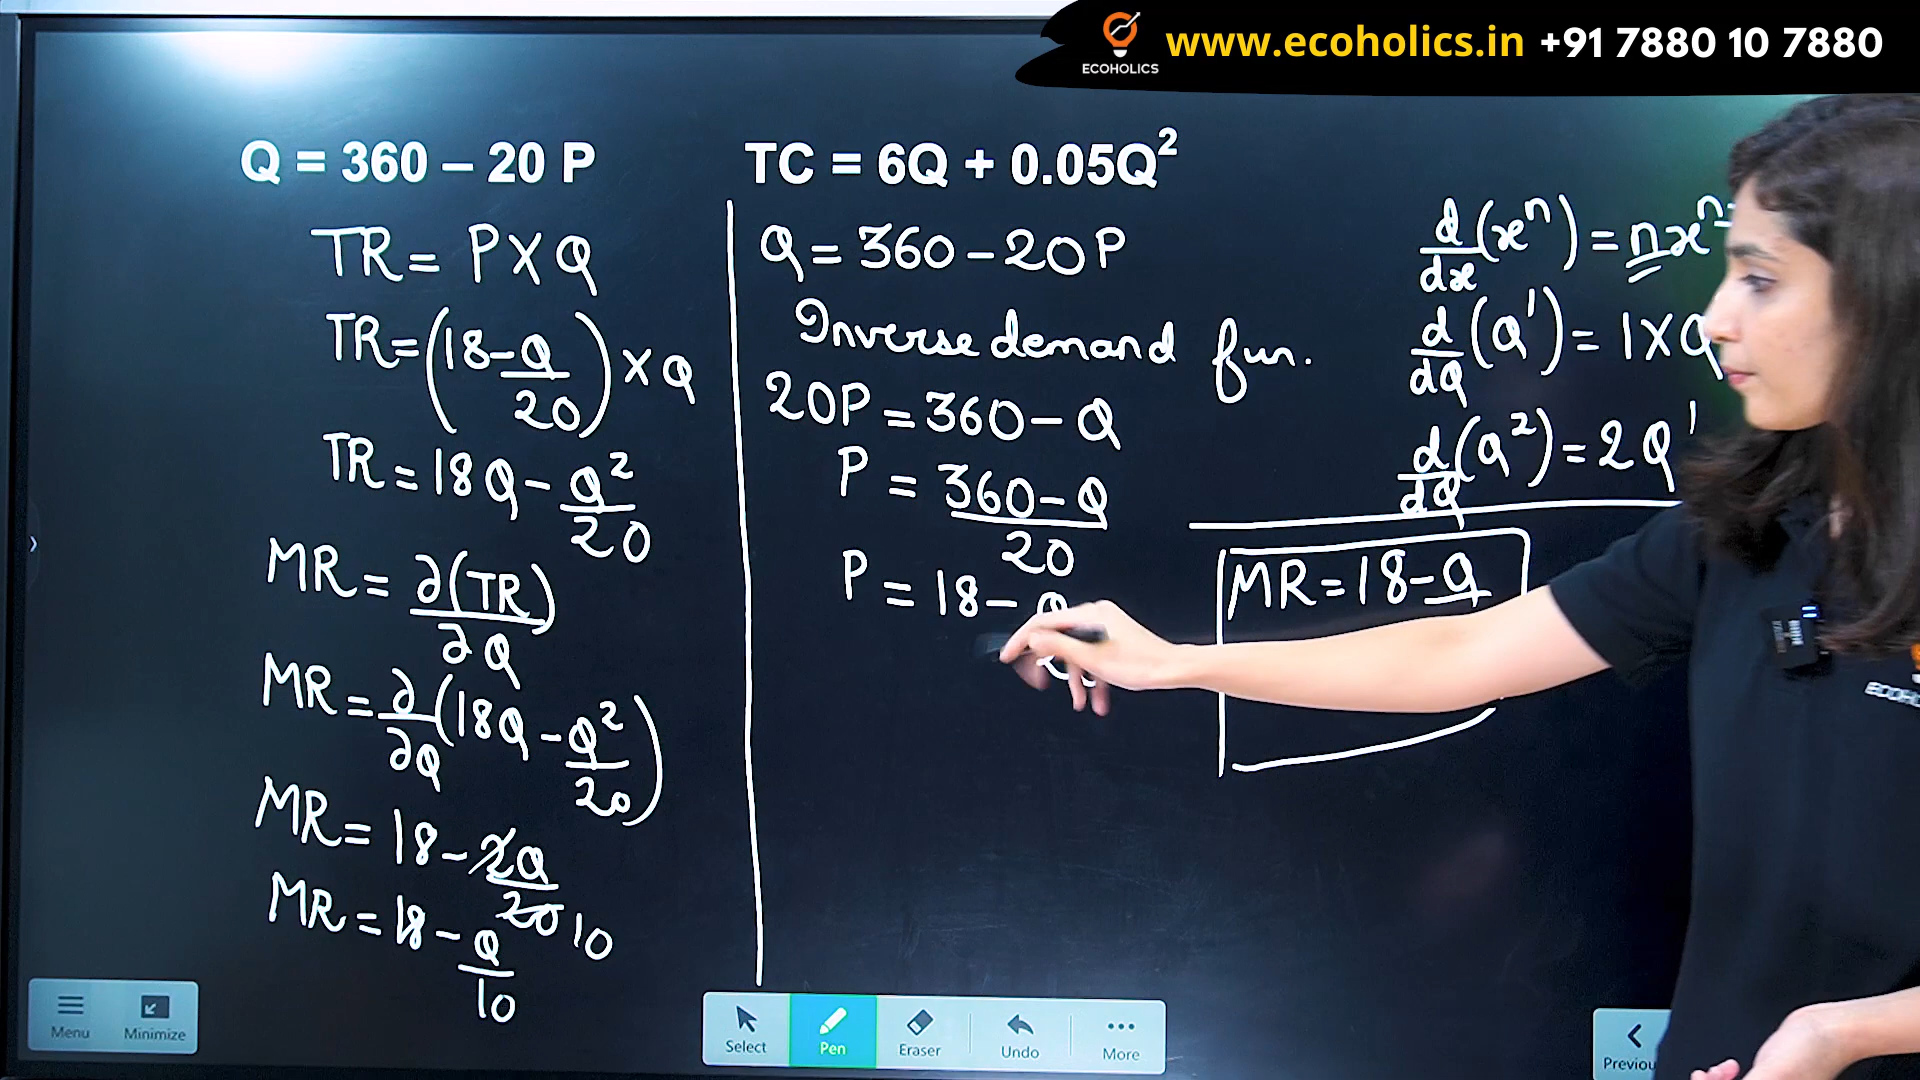 ECOHOLICS
www.ecoholics.in +91 7880 10 7880
Q = 360 – 20 P
TC = 6Q + 0.05Q²
TR = P X Q
TR = (18 - Q/20) X Q
TR = 18Q - Q²/20
MR = ∂(TR)/∂Q
MR = ∂/∂Q (18Q - Q²/20)
MR = 18 - 2Q/20 10
MR = 18 - Q/10
Q = 360 - 20P
Inverse demand fun.
20P = 360 - Q
P = 360 - Q/20
P = 18 - Q
d/dx (xⁿ) = nxⁿ
d/dQ (Q¹) = 1 X Q
d/dQ (Q²) = 2Q¹
MR = 18 - Q
Menu
Minimize
Select
Pen
Eraser
Undo
More